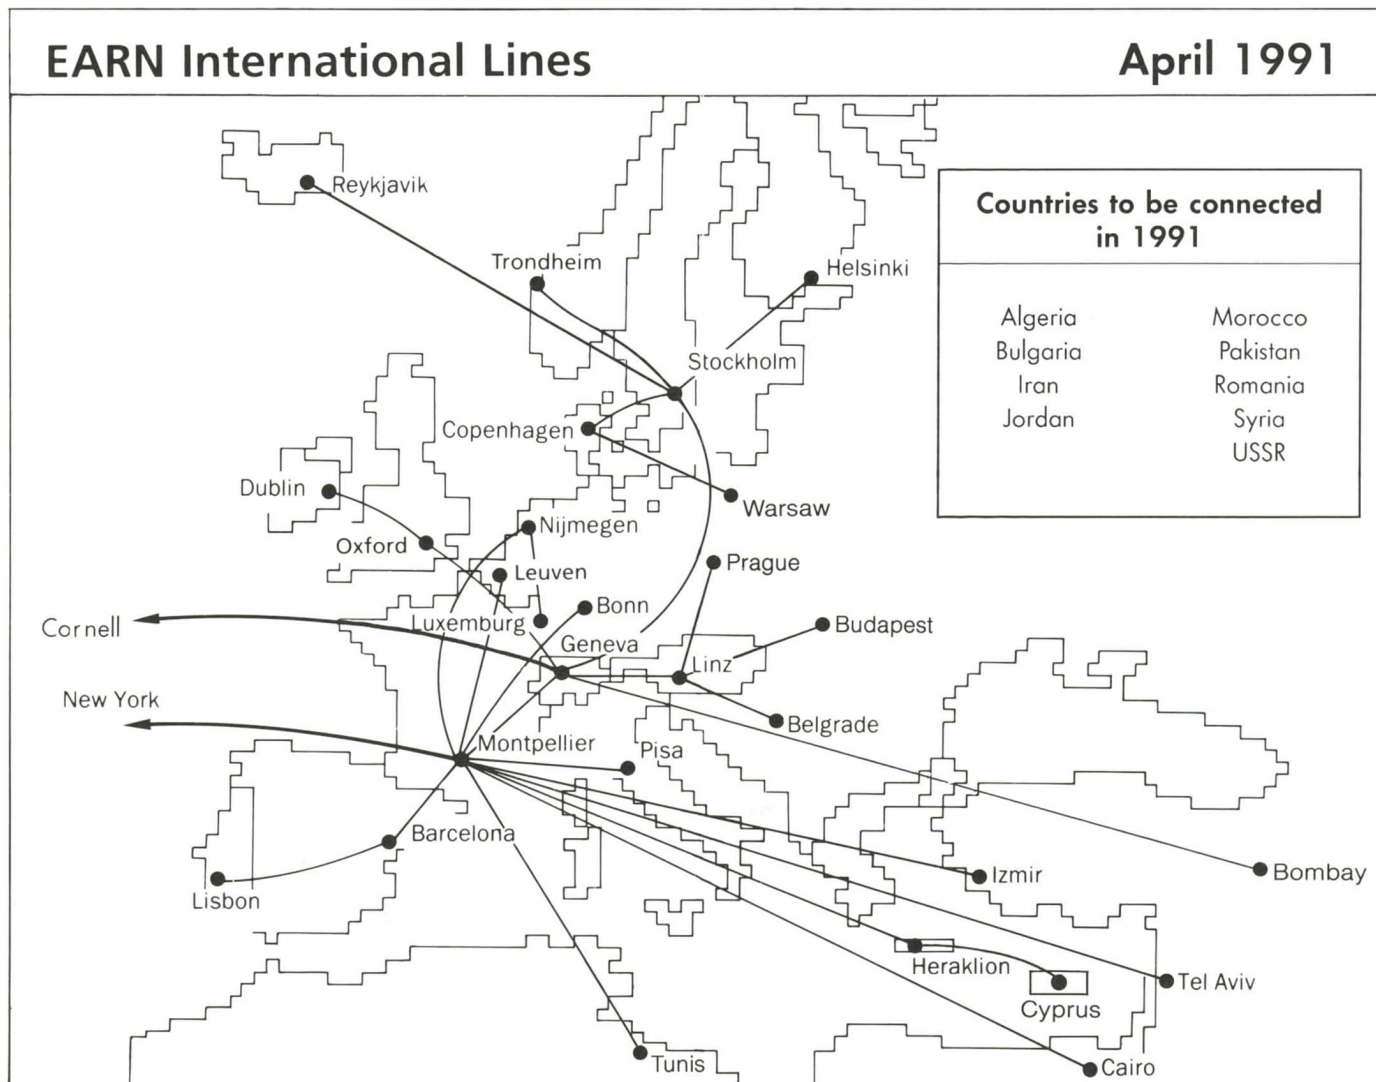 EARN International Lines
April 1991
Countries to be connected
in 1991
Algeria
Morocco
Bulgaria
Pakistan
Iran
Romania
Jordan
Syria
USSR
Reykjavik
Trondheim
Helsinki
Stockholm
Copenhagen
Dublin
Warsaw
Nijmegen
Oxford
Prague
Leuven
Bonn
Luxemburg
Cornell
Budapest
Geneva
Linz
New York
Belgrade
Montpellier
Pisa
Barcelona
Izmir
Bombay
Lisbon
Heraklion
Tel Aviv
Cyprus
Tunis
Cairo